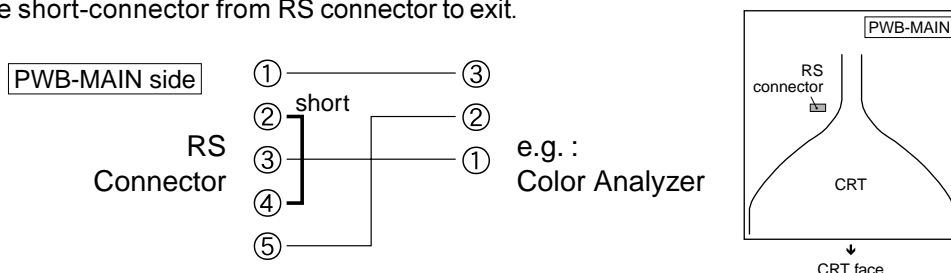 e short-connector from RS connector to exit.
PWB-MAIN side
RS
Connector
① ③
② short ②
③ ①
④
⑤
e.g. :
Color Analyzer
PWB-MAIN
RS
connector
CRT
CRT face